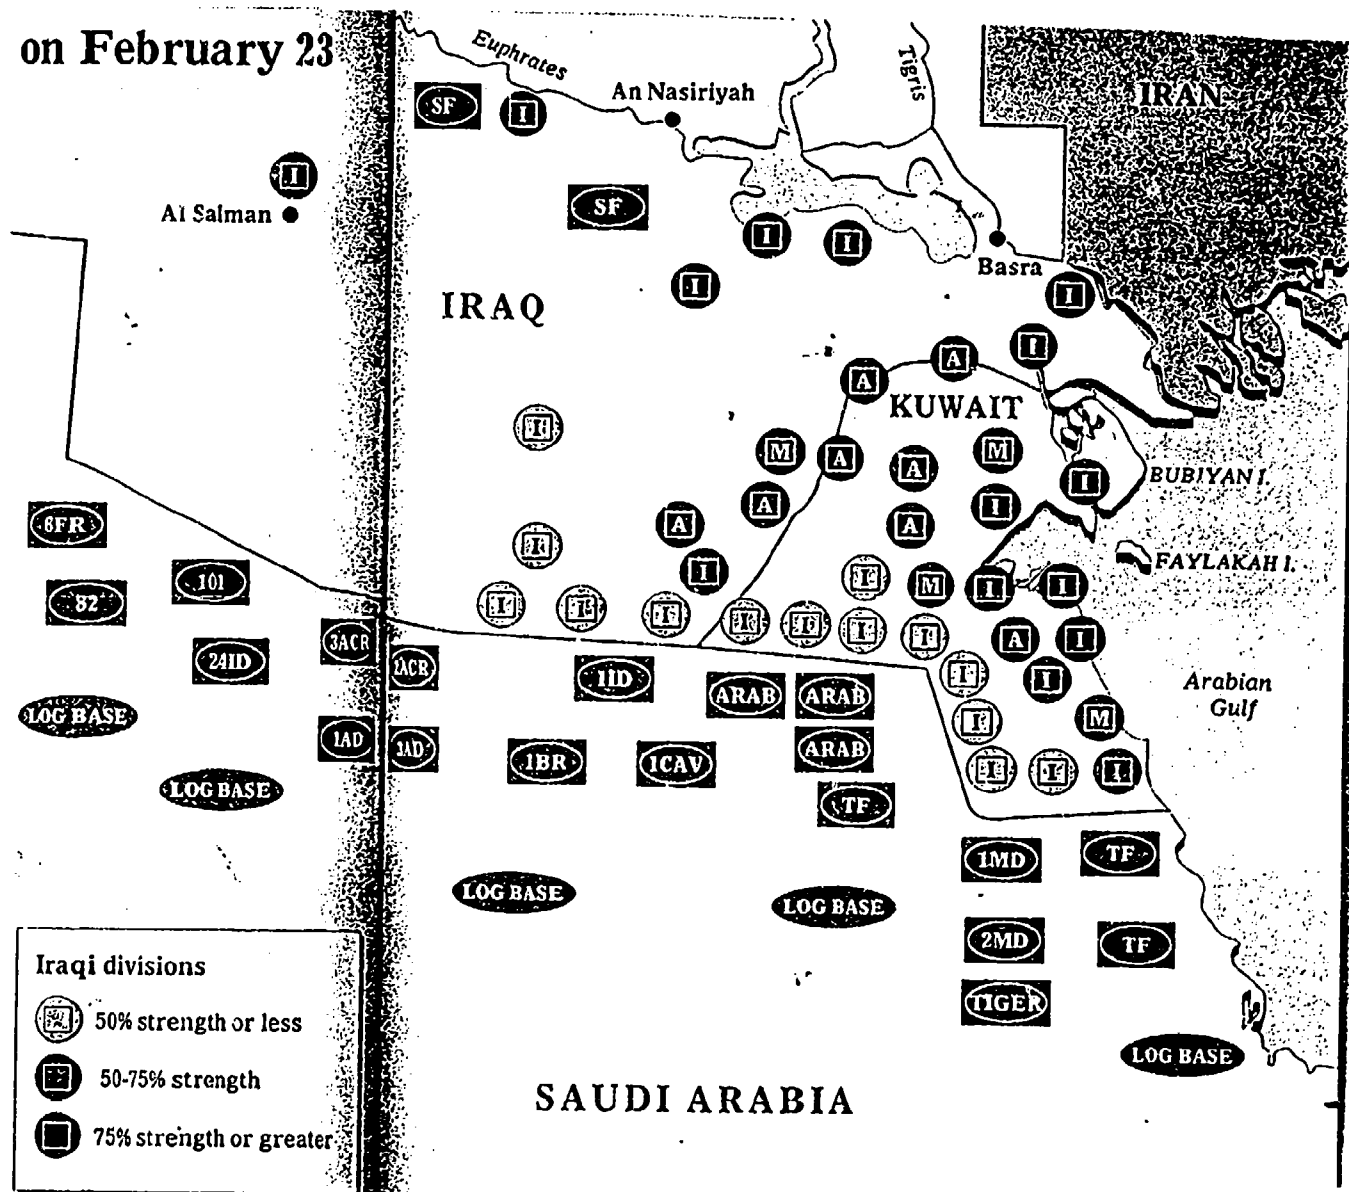 on February 23
Euphrates
Tigris
An Nasiriyah
IRAN
SF
I
I
Al Salman
SF
I
I
Basra
I
I
IRAQ
I
A
A
KUWAIT
I
M
A
A
M
I
BUBIYAN I.
A
A
A
I
I
I
I
M
I
I
FAYLAKAH I.
6FR
101
82
I
I
I
I
I
I
I
A
I
3ACR
24ID
2ACR
1ID
ARAB
ARAB
I
I
Arabian
Gulf
LOG BASE
1AD
1BR
1CAV
ARAB
I
M
I
I
I
LOG BASE
TF
1MD
TF
LOG BASE
LOG BASE
2MD
TF
TIGER
LOG BASE
SAUDI ARABIA
Iraqi divisions
50% strength or less
50-75% strength
75% strength or greater